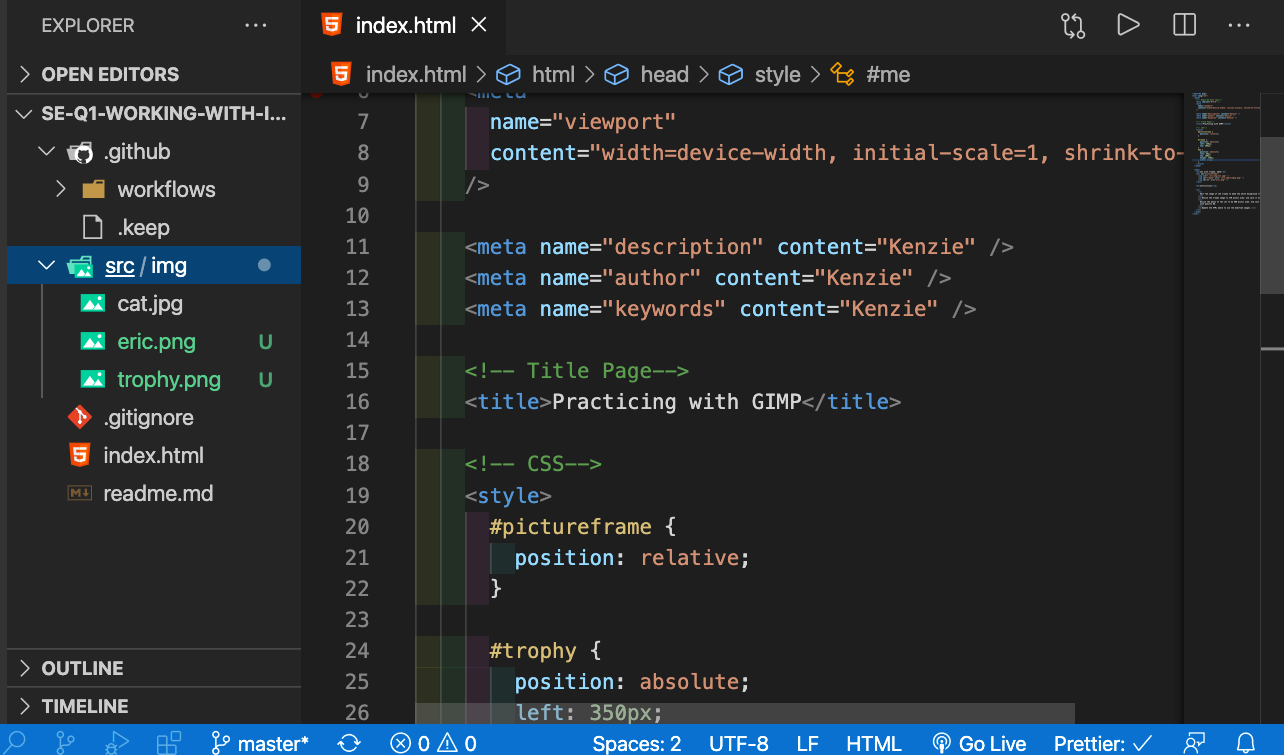 EXPLORER
index.html
OPEN EDITORS
index.html > html > head > style > #me
SE-Q1-WORKING-WITH-I...
.github
workflows
.keep
src / img
cat.jpg
eric.png U
trophy.png U
.gitignore
index.html
readme.md
OUTLINE
TIMELINE
6 <meta
7 name="viewport"
8 content="width=device-width, initial-scale=1, shrink-to-
9 />
10
11 <meta name="description" content="Kenzie" />
12 <meta name="author" content="Kenzie" />
13 <meta name="keywords" content="Kenzie" />
14
15 <!-- Title Page-->
16 <title>Practicing with GIMP</title>
17
18 <!-- CSS-->
19 <style>
20 #pictureframe {
21 position: relative;
22 }
23
24 #trophy {
25 position: absolute;
26 left: 350px;
master* 0 0 Spaces: 2 UTF-8 LF HTML Go Live Prettier: ✓